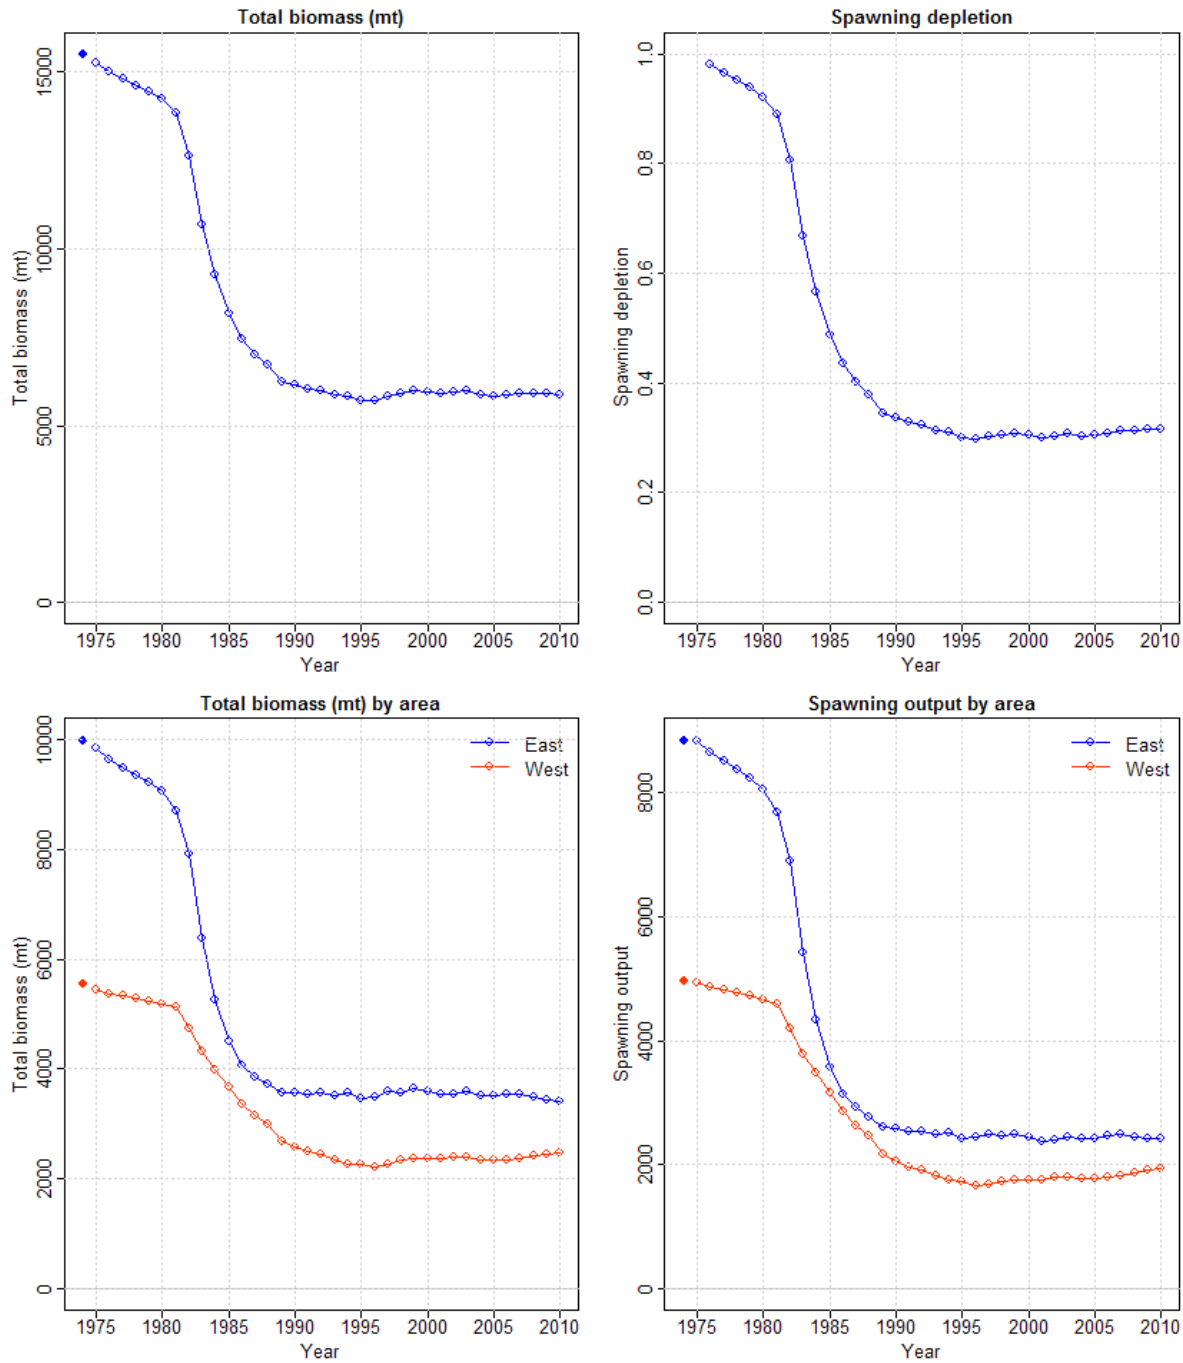 Total biomass (mt)
Total biomass (mt)
15000
10000
5000
0
1975 1980 1985 1990 1995 2000 2005 2010
Year
Spawning depletion
Spawning depletion
1.0
0.8
0.6
0.4
0.2
0.0
1975 1980 1985 1990 1995 2000 2005 2010
Year
Total biomass (mt) by area
Total biomass (mt)
10000
8000
6000
4000
2000
0
East
West
1975 1980 1985 1990 1995 2000 2005 2010
Year
Spawning output by area
Spawning output
8000
6000
4000
2000
0
East
West
1975 1980 1985 1990 1995 2000 2005 2010
Year